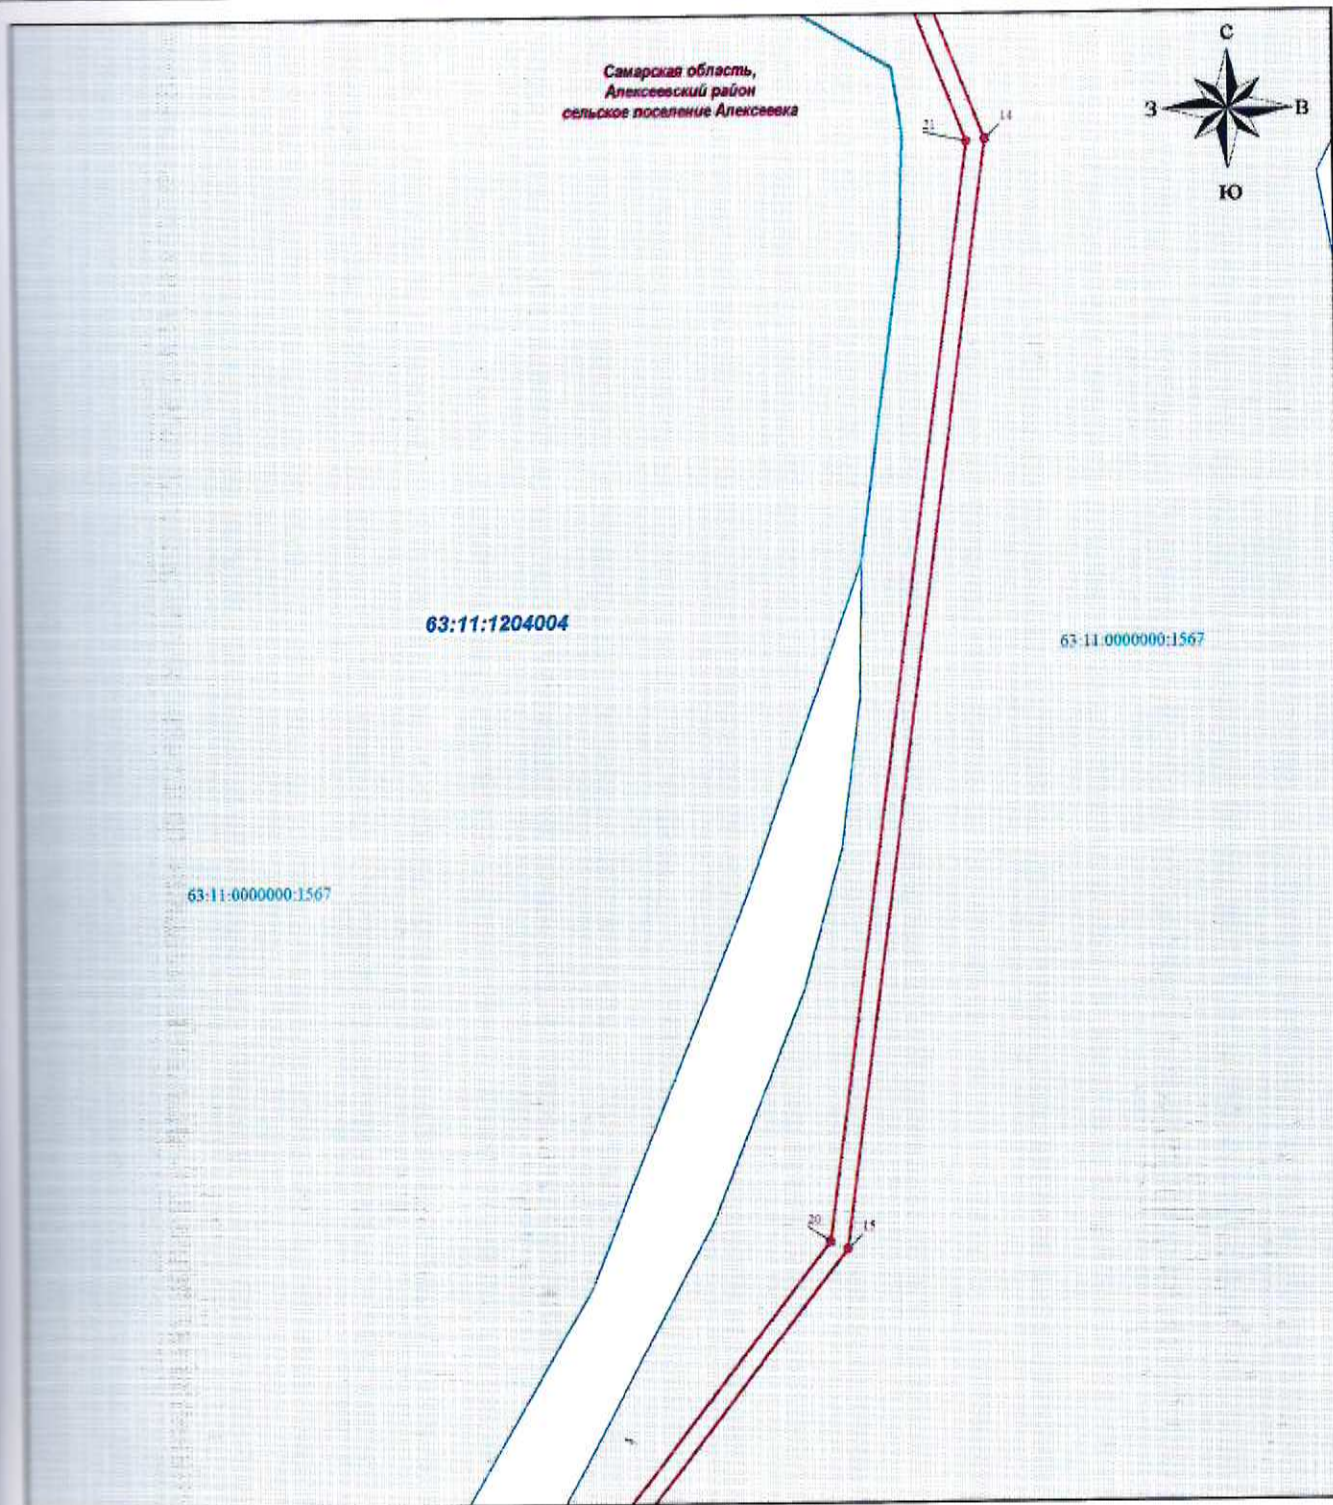 С
Самарская область,
Алексеевский район
сельское поселение Алексеевка
З
В
21
14
Ю
63:11:1204004
63:11:0000000:1567
63:11:0000000:1567
20
15